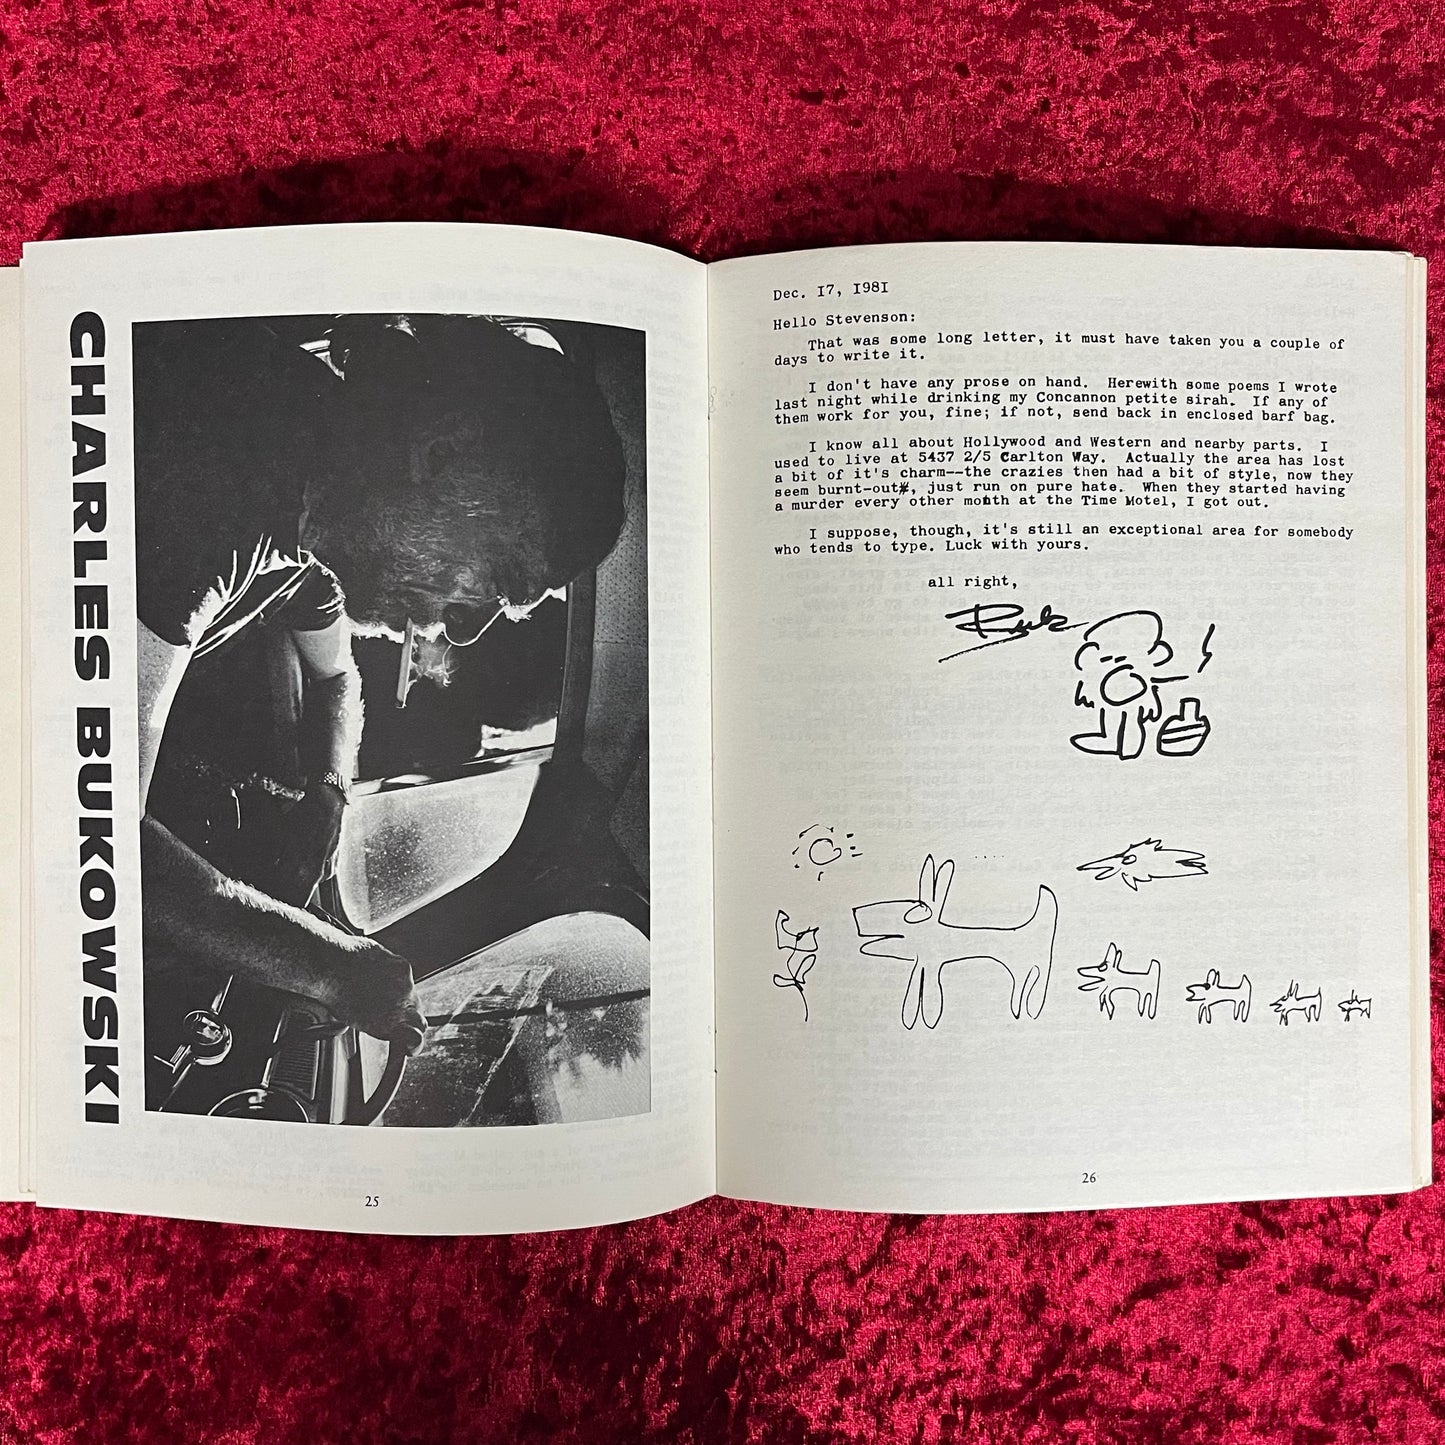 CHARLES BUKOWSKI
25
Dec. I7, I98I
Hello Stevenson:
That was some long letter, it must have taken you a couple of
days to write it.
I don't have any prose on hand. Herewith some poems I wrote
last night while drinking my Concannon petite sirah. If any of
them work for you, fine; if not, send back in enclosed barf bag.
I know all about Hollywood and Western and nearby parts. I
used to live at 5437 2/5 Carlton Way. Actually the area has lost
a bit of it's charm--the crazies then had a bit of style, now they
seem burnt-out, just run on pure hate. When they started having
a murder every other month at the Time Motel, I got out.
I suppose, though, it's still an exceptional area for somebody
who tends to type. Luck with yours.
all right,
Buk
26